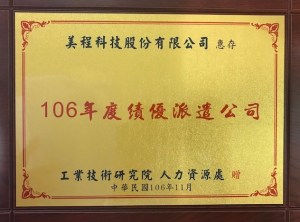 美程科技股份有限公司 惠存
106年度績優派遣公司
工業技術研究院 人力資源處 贈
中華民國106年11月